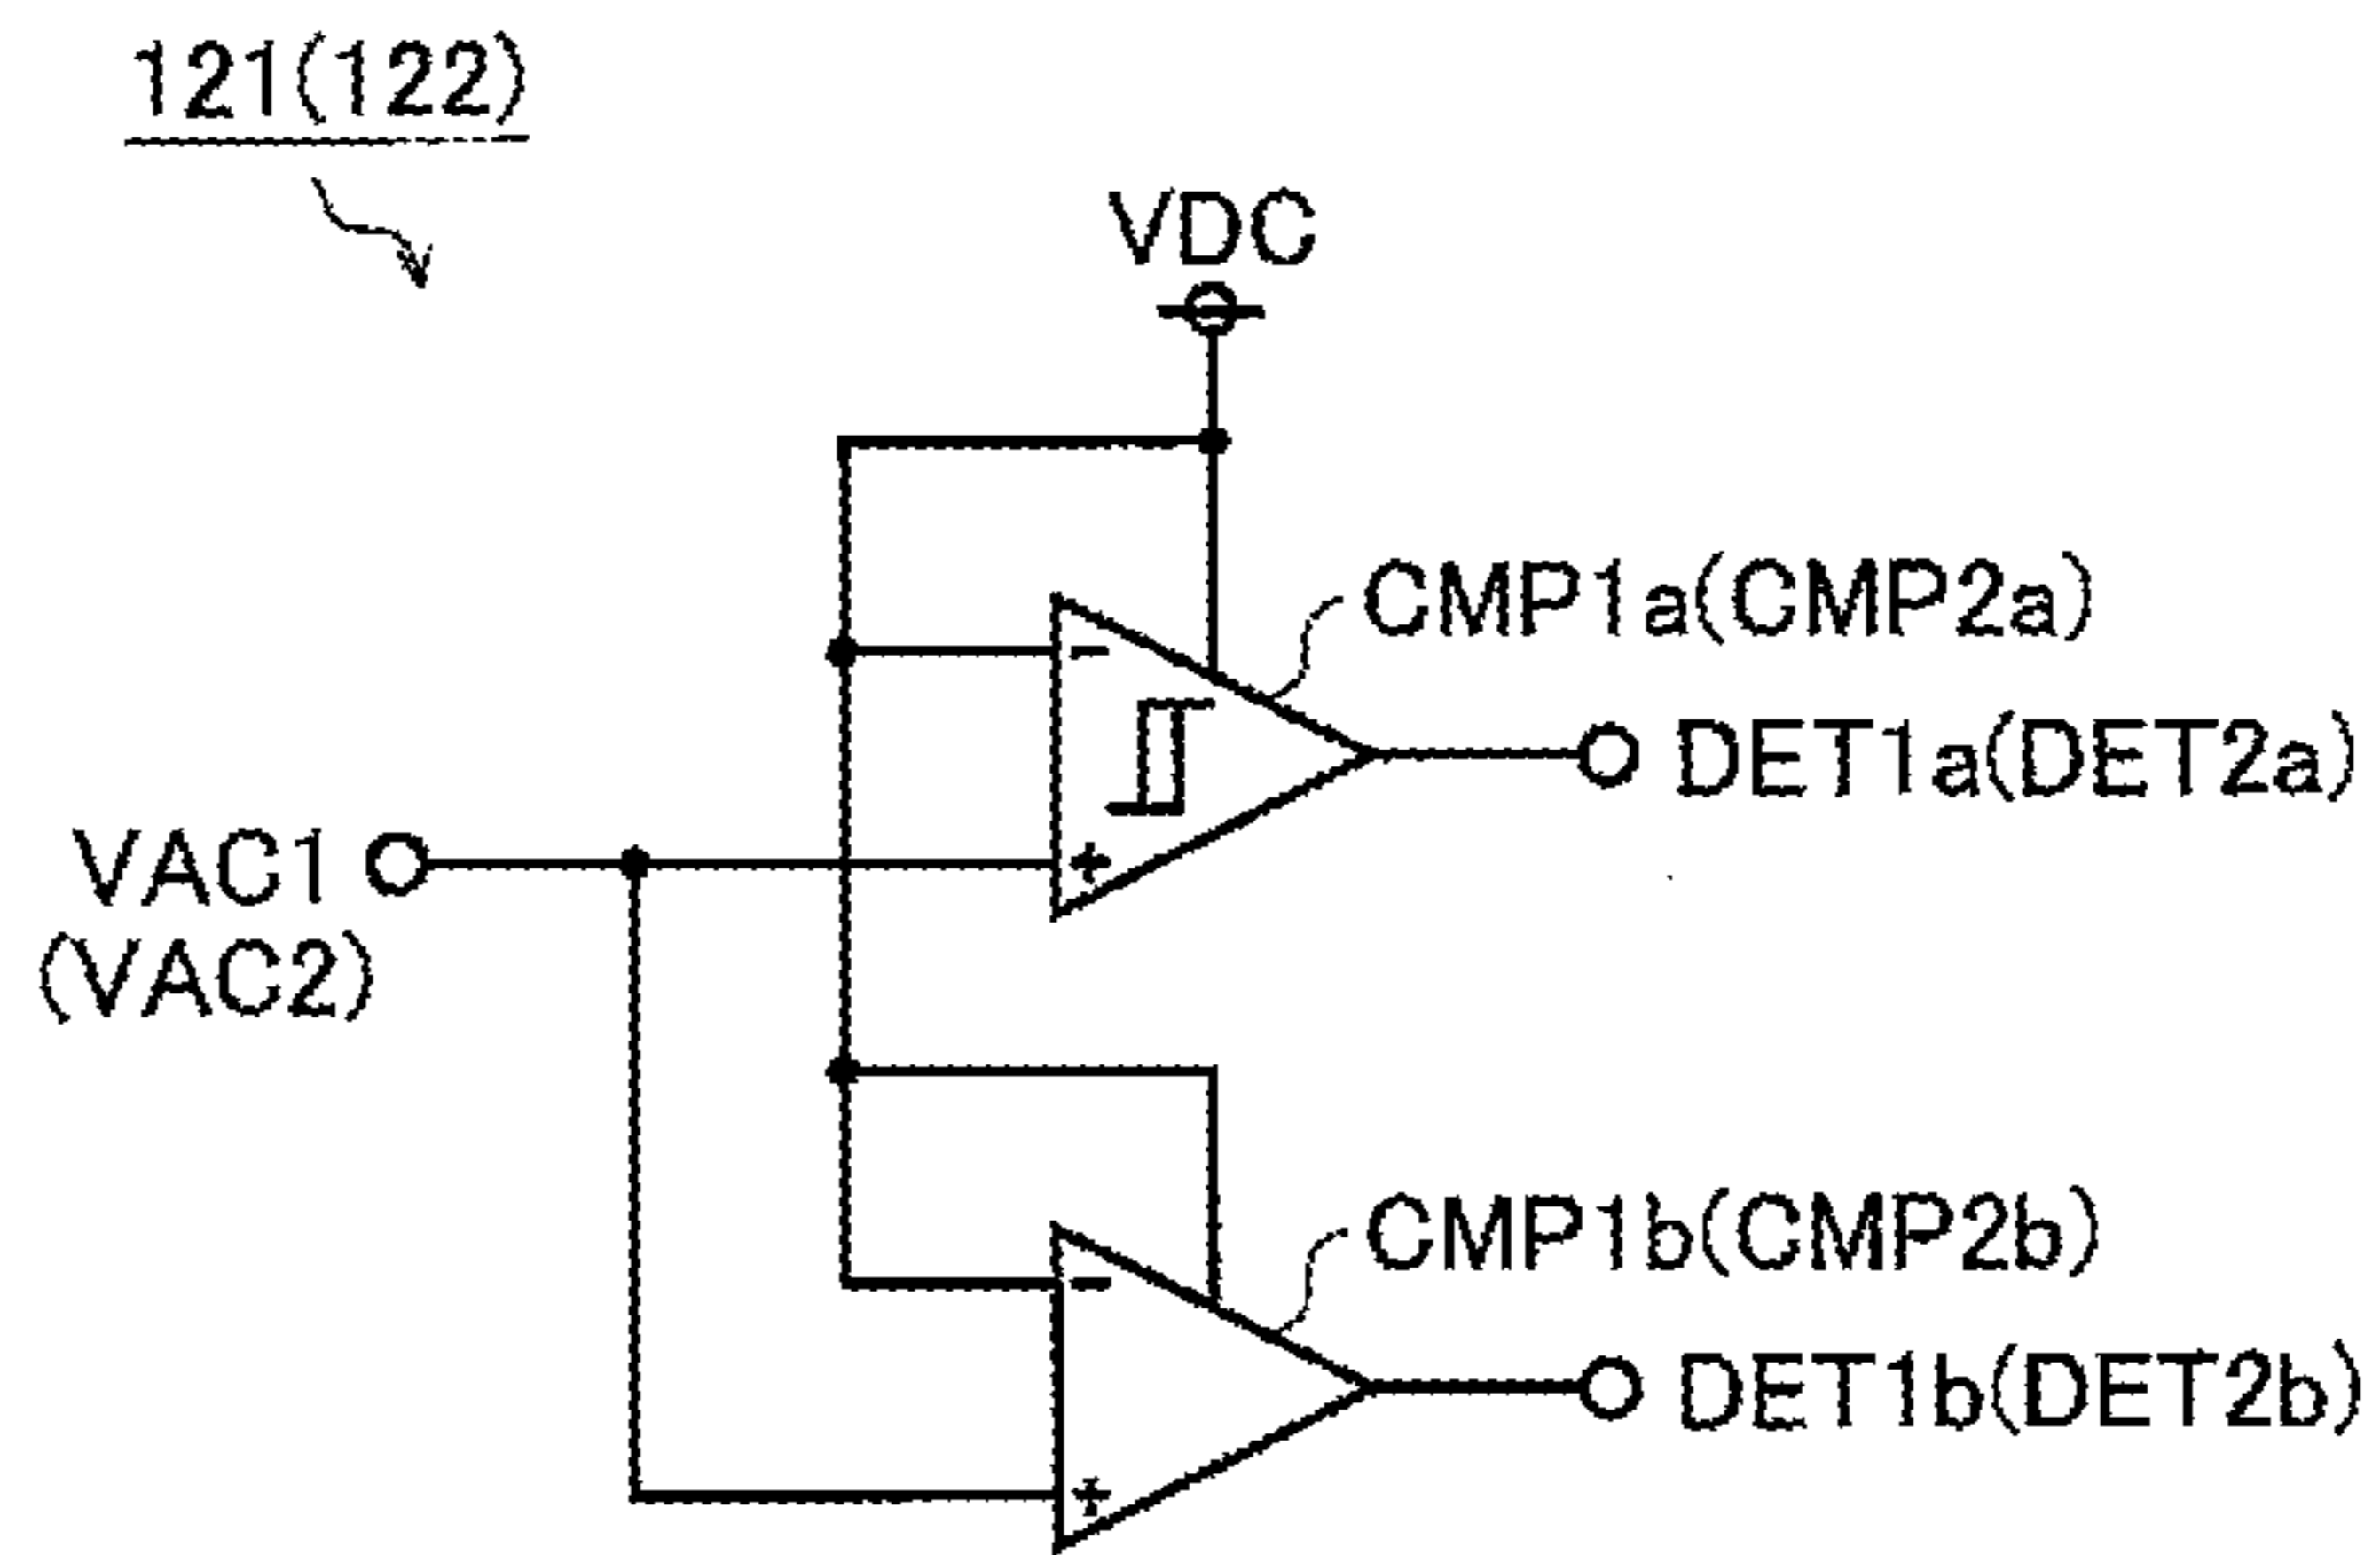 121(122)
VDC
CMP1a(CMP2a)
−
DET1a(DET2a)
VAC1
+
(VAC2)
CMP1b(CMP2b)
−
DET1b(DET2b)
+